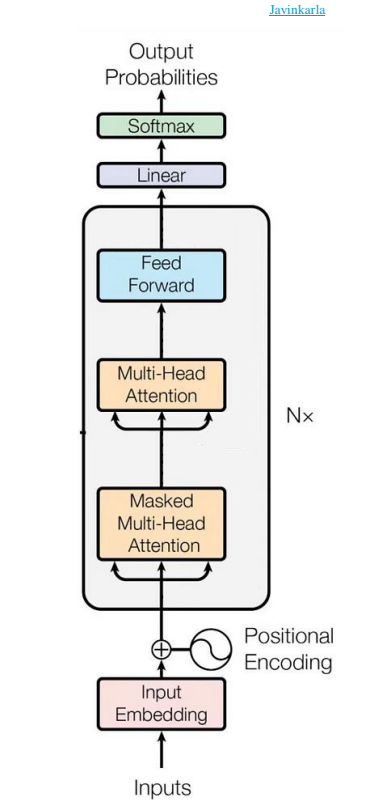 Javinkarla
Output
Probabilities
Softmax
Linear
Feed
Forward
Multi-Head
Attention
N×
Masked
Multi-Head
Attention
Positional
Encoding
Input
Embedding
Inputs